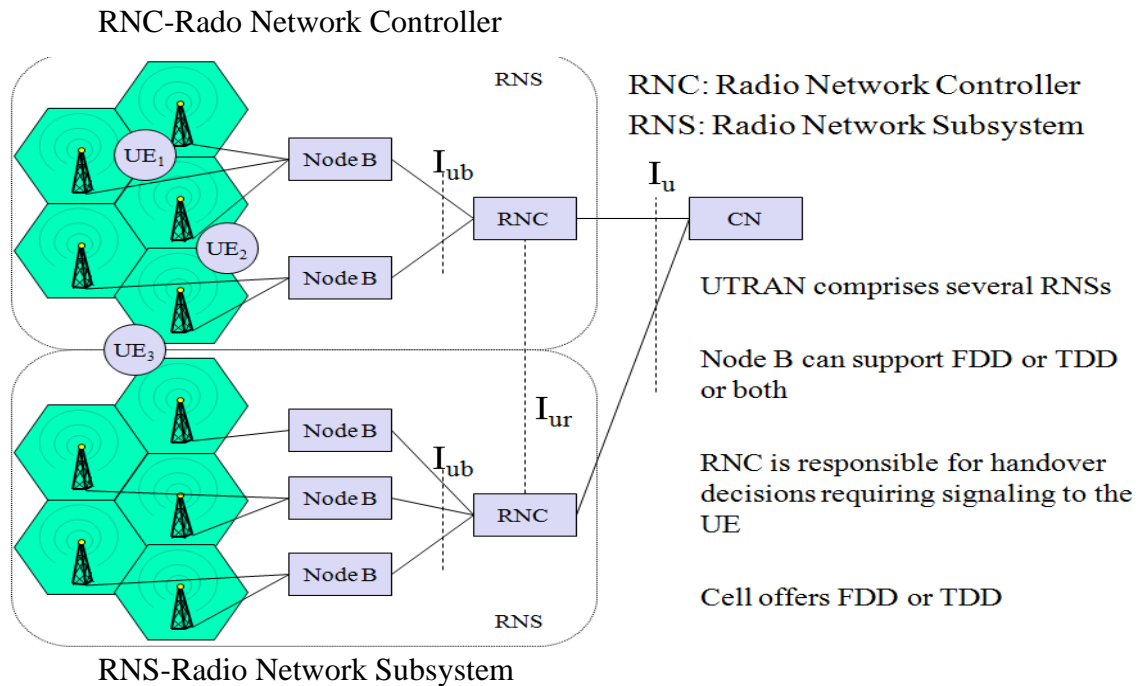 RNC-Rado Network Controller
RNS
RNC: Radio Network Controller
RNS: Radio Network Subsystem
UE1
Node B
Iub
Iu
RNC
CN
UE2
Node B
UTRAN comprises several RNSs
UE3
Node B can support FDD or TDD
or both
Iur
Node B
Iub
RNC is responsible for handover
decisions requiring signaling to the
UE
Node B
RNC
Node B
Cell offers FDD or TDD
RNS
RNS-Radio Network Subsystem